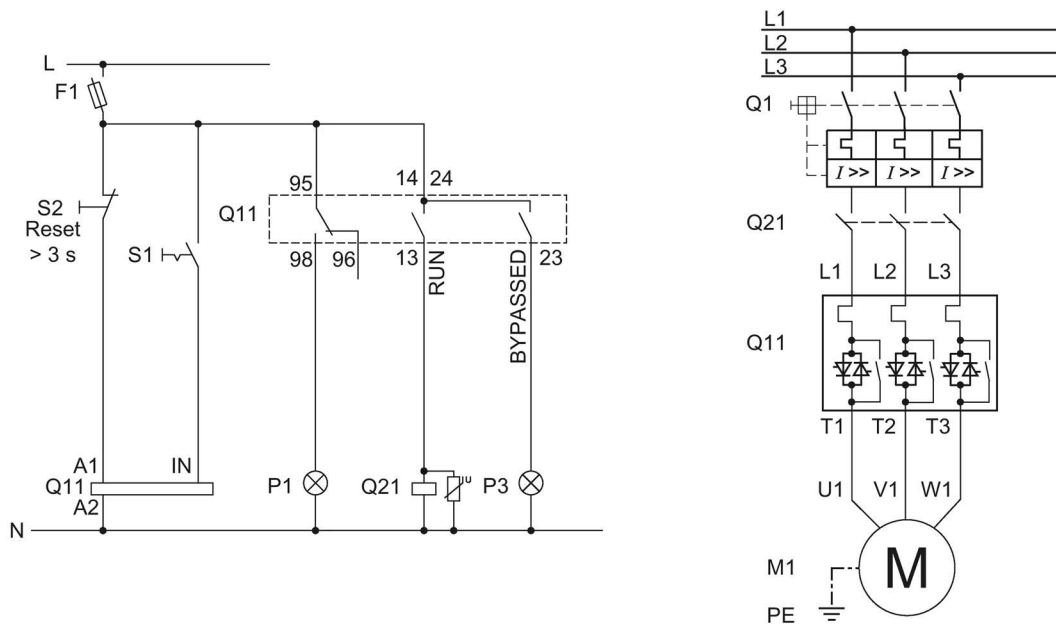 L
F1
S2
Reset
> 3 s
S1
Q11
95
14 24
98
96
13
23
RUN
BYPASSED
A1
IN
Q11
A2
P1
Q21
U
P3
N
L1
L2
L3
Q1
I >> I >> I >>
Q21
L1 L2 L3
Q11
T1 T2 T3
U1 V1 W1
M
M1
PE